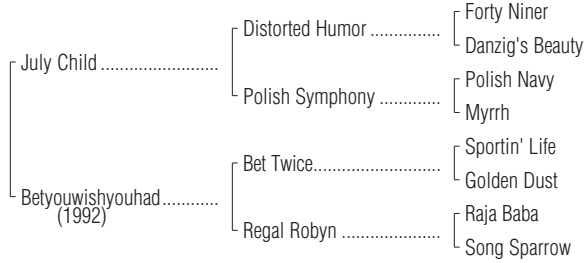 Forty Niner
Distorted Humor ..............
Danzig's Beauty
July Child ........................
Polish Navy
Polish Symphony .............
Myrrh
Sportin' Life
Bet Twice...........................
Golden Dust
Betyouwishyouhad...........
(1992)
Raja Baba
Regal Robyn .....................
Song Sparrow